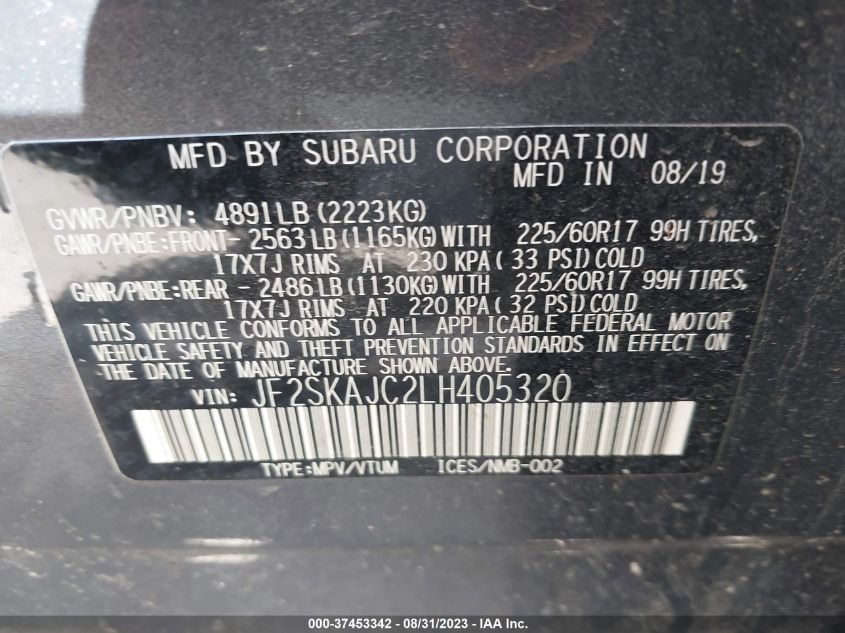 MFD BY SUBARU CORPORATION
MFD IN 08/19
GVWR/PNBV: 4891LB (2223KG)
GAWR/PNBE:FRONT- 2563LB(1165KG)WITH 225/60R17 99H TIRES,
17X7J RIMS AT 230 KPA( 33 PSI)COLD
GAWR/PNBE:REAR - 2486LB(1130KG)WITH 225/60R17 99H TIRES,
17X7J RIMS AT 220 KPA( 32 PSI)COLD
THIS VEHICLE CONFORMS TO ALL APPLICABLE FEDERAL MOTOR
VEHICLE SAFETY AND THEFT PREVENTION STANDARDS IN EFFECT ON
THE DATE OF MANUFACTURE SHOWN ABOVE.
VIN: JF2SKAJC2LH405320
TYPE:MPV/VTUM ICES/NMB-002
000-37453342 - 08/31/2023 - IAA Inc.